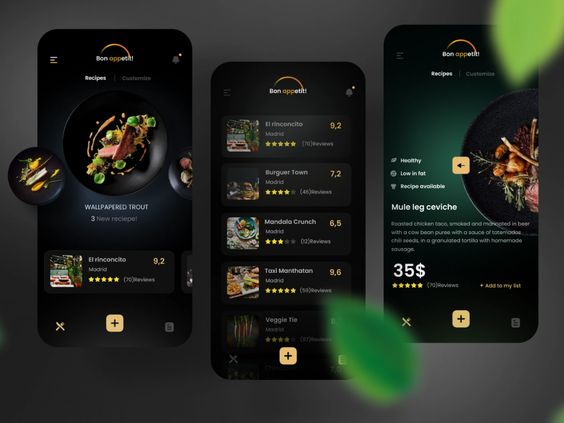 Bon appetit!
Recipes
Customize
WALLPAPERED TROUT
3 New reciepe!
El rinconcito
9,2
Madrid
(70)Reviews
Bon appetit!
El rinconcito
9,2
Madrid
(70)Reviews
Burguer Town
7,2
Madrid
(46)Reviews
Mandala Crunch
6,5
Madrid
(12)Reviews
Taxi Manthatan
9,6
Madrid
(59)Reviews
Veggie Tie
Madrid
Bon appetit!
Recipes
Customise
Healthy
Low in fat
Recipe available
Mule leg ceviche
Roasted chicken taco, smoked and marinated in beer
with a cow bean puree with a sauce of tatemados
chili seeds, in a granulated tortilla with homemade
sausage.
35$
(70)Reviews
+ Add to my list